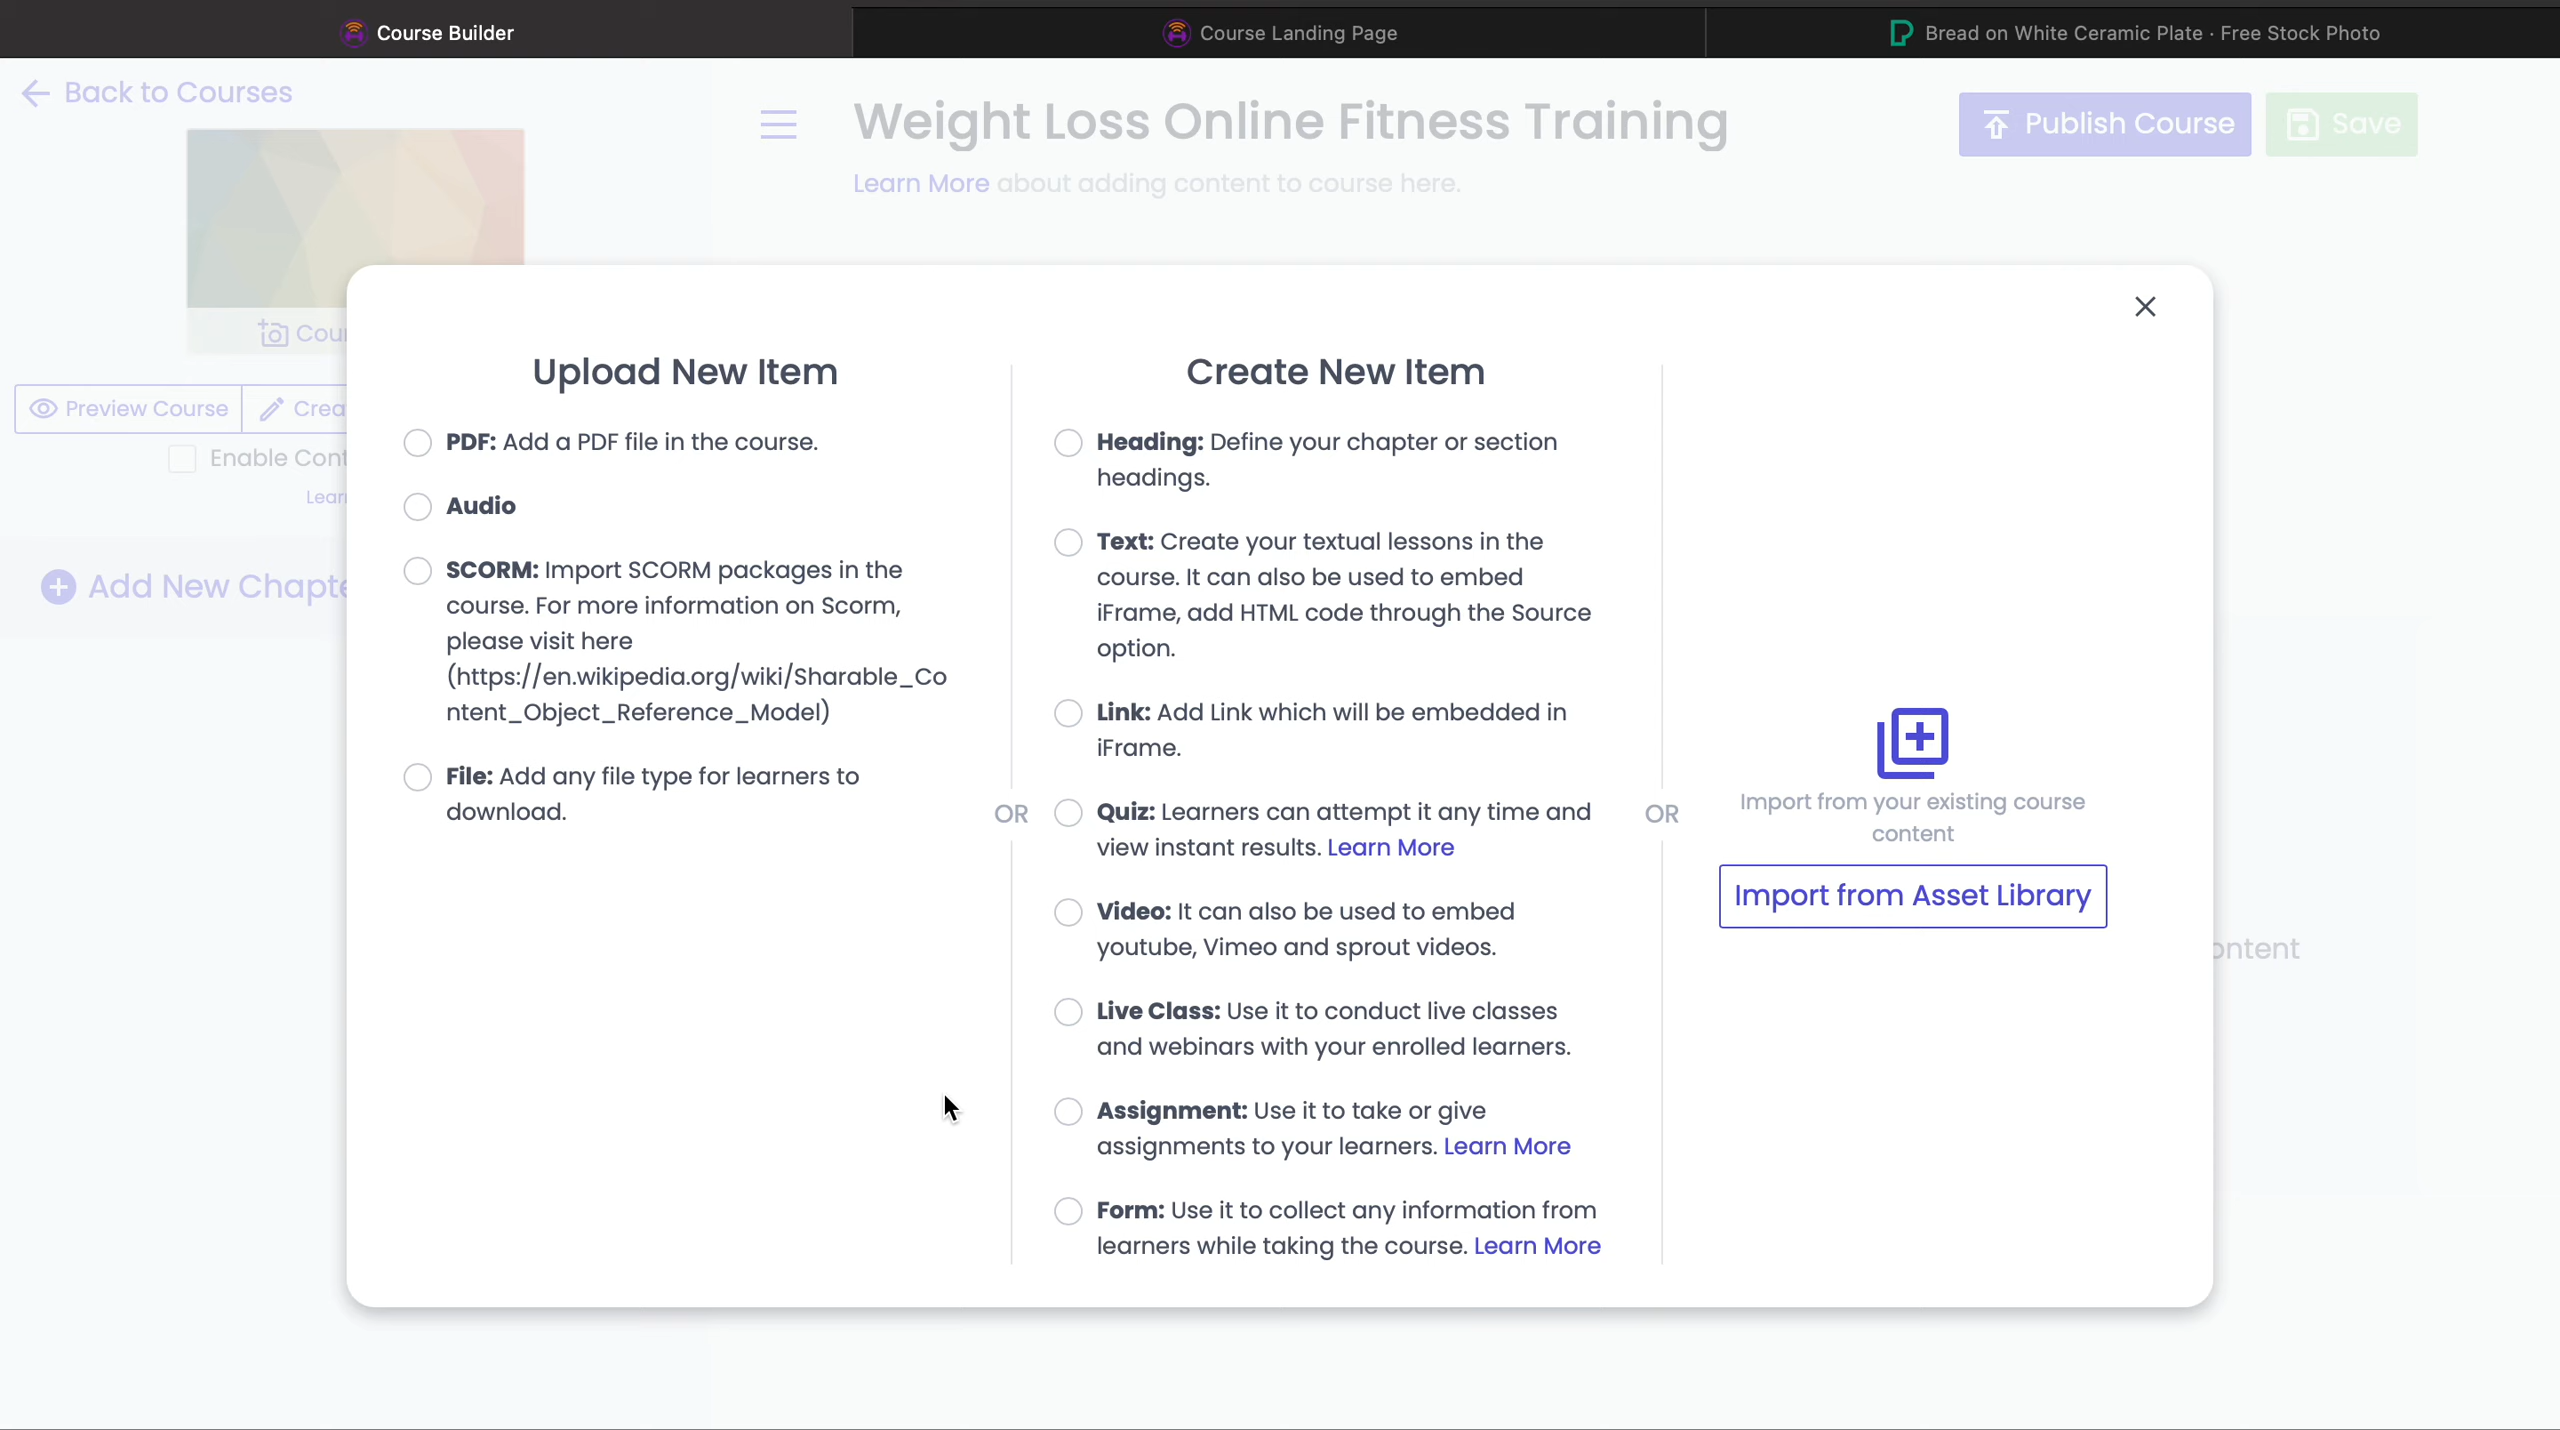 Course Builder
Course Landing Page
Bread on White Ceramic Plate · Free Stock Photo
Back to Courses
Weight Loss Online Fitness Training
Publish Course
Save
Learn More about adding content to course here.
Cour
Preview Course
Crea
Enable Cont
Lear
Add New Chapte
Upload New Item
PDF: Add a PDF file in the course.
Audio
SCORM: Import SCORM packages in the
course. For more information on Scorm,
please visit here
(https://en.wikipedia.org/wiki/Sharable_Co
ntent_Object_Reference_Model)
File: Add any file type for learners to
download.
OR
Create New Item
Heading: Define your chapter or section
headings.
Text: Create your textual lessons in the
course. It can also be used to embed
iFrame, add HTML code through the Source
option.
Link: Add Link which will be embedded in
iFrame.
Quiz: Learners can attempt it any time and
view instant results. Learn More
Video: It can also be used to embed
youtube, Vimeo and sprout videos.
Live Class: Use it to conduct live classes
and webinars with your enrolled learners.
Assignment: Use it to take or give
assignments to your learners. Learn More
Form: Use it to collect any information from
learners while taking the course. Learn More
OR
Import from your existing course
content
Import from Asset Library
ontent